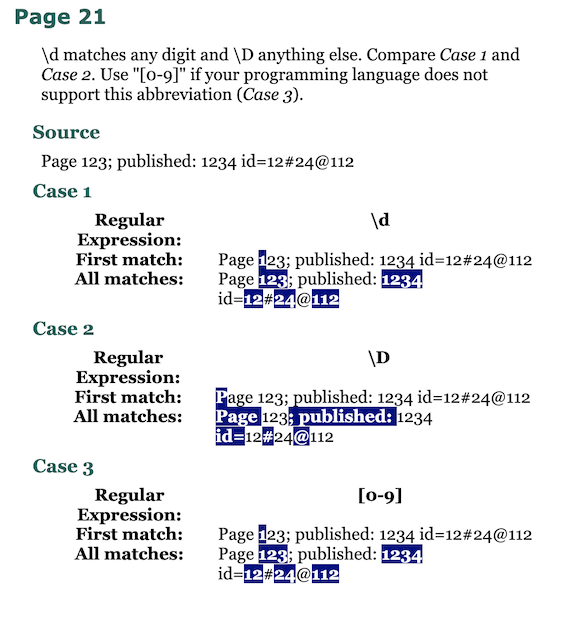 Page 21
\d matches any digit and \D anything else. Compare Case 1 and
Case 2. Use "[0-9]" if your programming language does not
support this abbreviation (Case 3).
Source
Page 123; published: 1234 id=12#24@112
Case 1
Regular Expression: \d
First match: Page 123; published: 1234 id=12#24@112
All matches: Page 123; published: 1234
id=12#24@112
Case 2
Regular Expression: \D
First match: Page 123; published: 1234 id=12#24@112
All matches: Page 123; published: 1234
id=12#24@112
Case 3
Regular Expression: [0-9]
First match: Page 123; published: 1234 id=12#24@112
All matches: Page 123; published: 1234
id=12#24@112